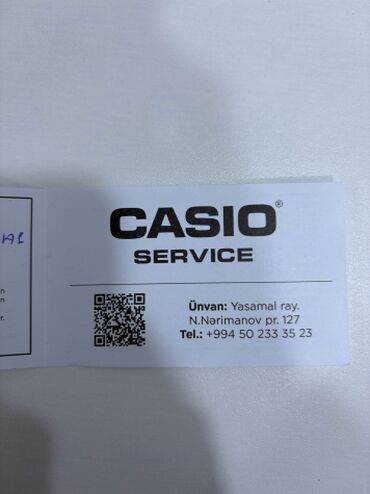 CASIO®
SERVICE
Ünvan: Yasamal ray.
N.Nərimanov pr. 127
Tel.: +994 50 233 35 23